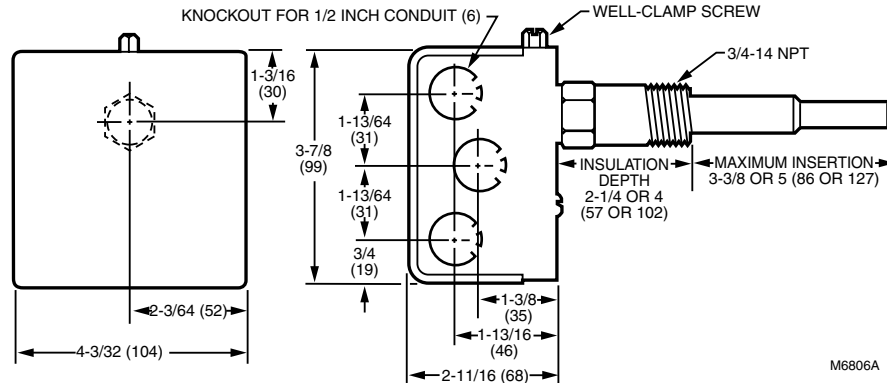 KNOCKOUT FOR 1/2 INCH CONDUIT (6)
WELL-CLAMP SCREW
3/4-14 NPT
1-3/16
(30)
1-13/64
(31)
3-7/8
(99)
1-13/64
(31)
3/4
(19)
INSULATION
DEPTH
2-1/4 OR 4
(57 OR 102)
MAXIMUM INSERTION
3-3/8 OR 5 (86 OR 127)
2-3/64 (52)
4-3/32 (104)
1-3/8
(35)
1-13/16
(46)
2-11/16 (68)
M6806A